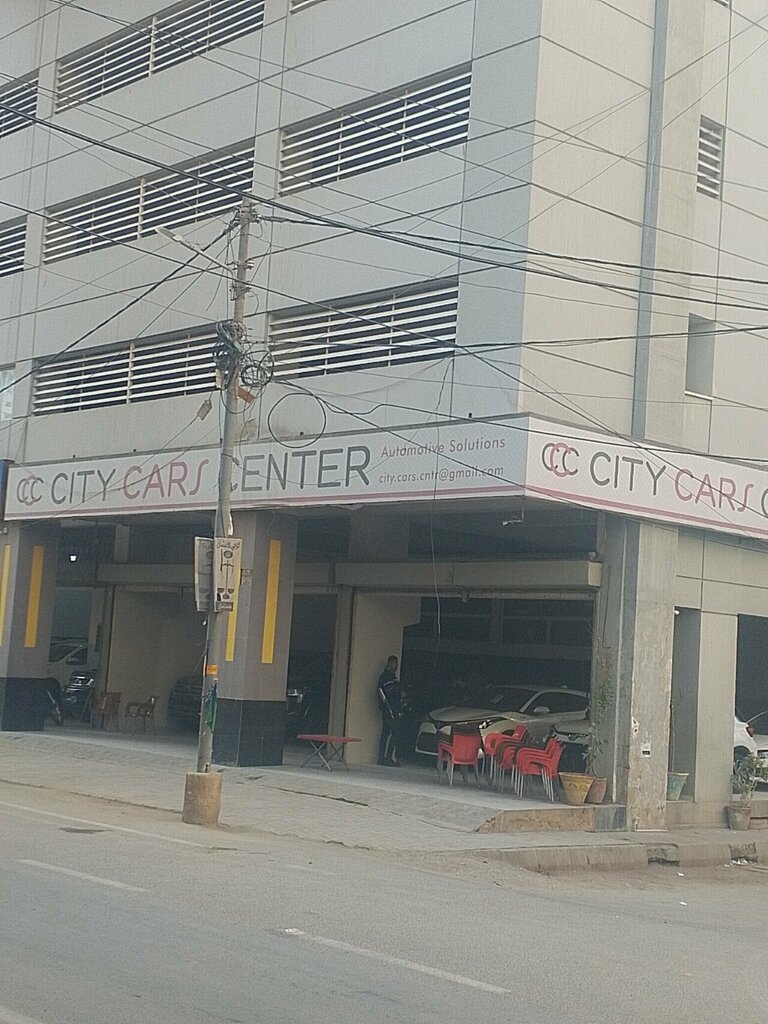 CCC CITY CARS CENTER
Automotive Solutions
city.cars.cntr@gmail.com
CCC CITY CARS C